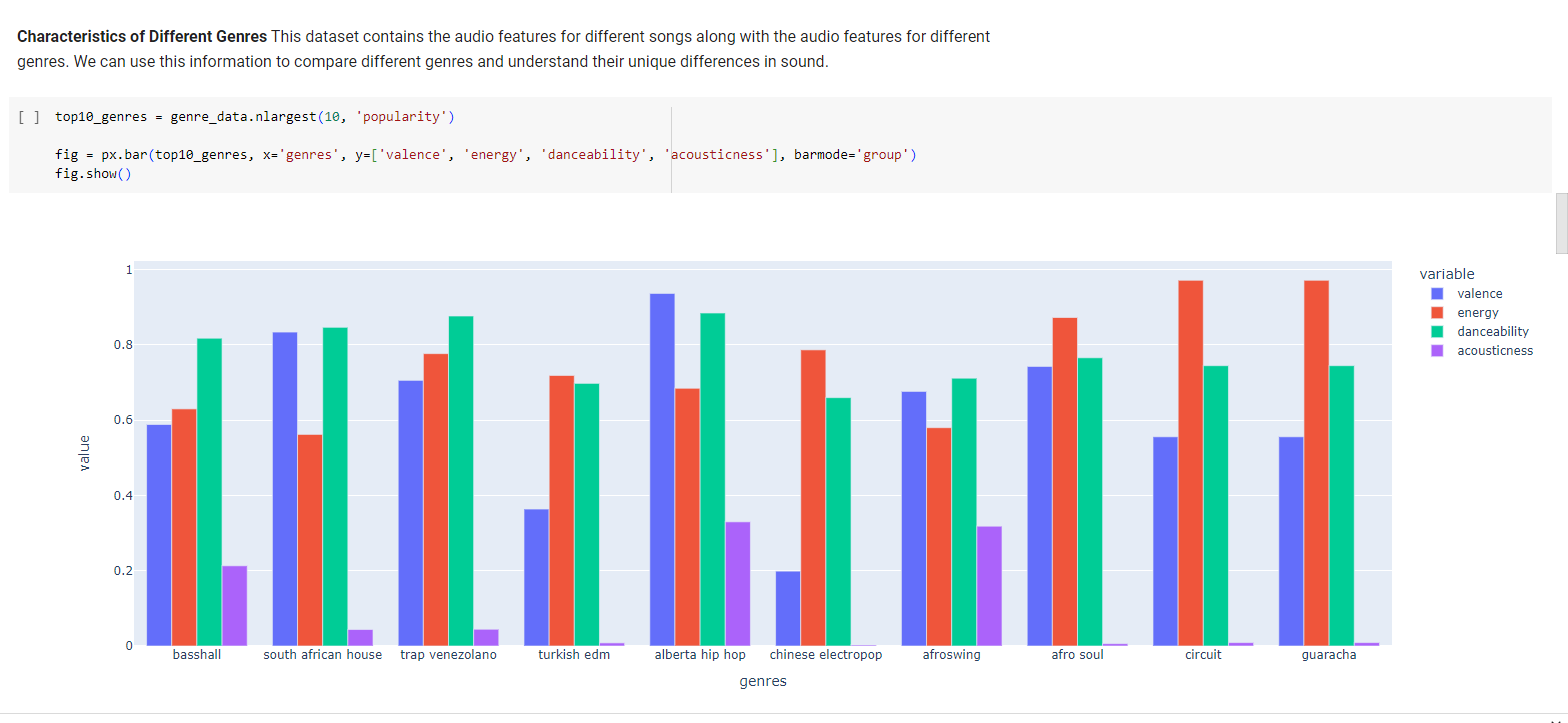 Characteristics of Different Genres This dataset contains the audio features for different songs along with the audio features for different
genres. We can use this information to compare different genres and understand their unique differences in sound.
[ ] top10_genres = genre_data.nlargest(10, 'popularity')
fig = px.bar(top10_genres, x='genres', y=['valence', 'energy', 'danceability', 'acousticness'], barmode='group')
fig.show()
variable
valence
energy
danceability
acousticness
1
0.8
0.6
0.4
0.2
0
value
basshall south african house trap venezolano turkish edm alberta hip hop chinese electropop afroswing afro soul circuit guaracha
genres